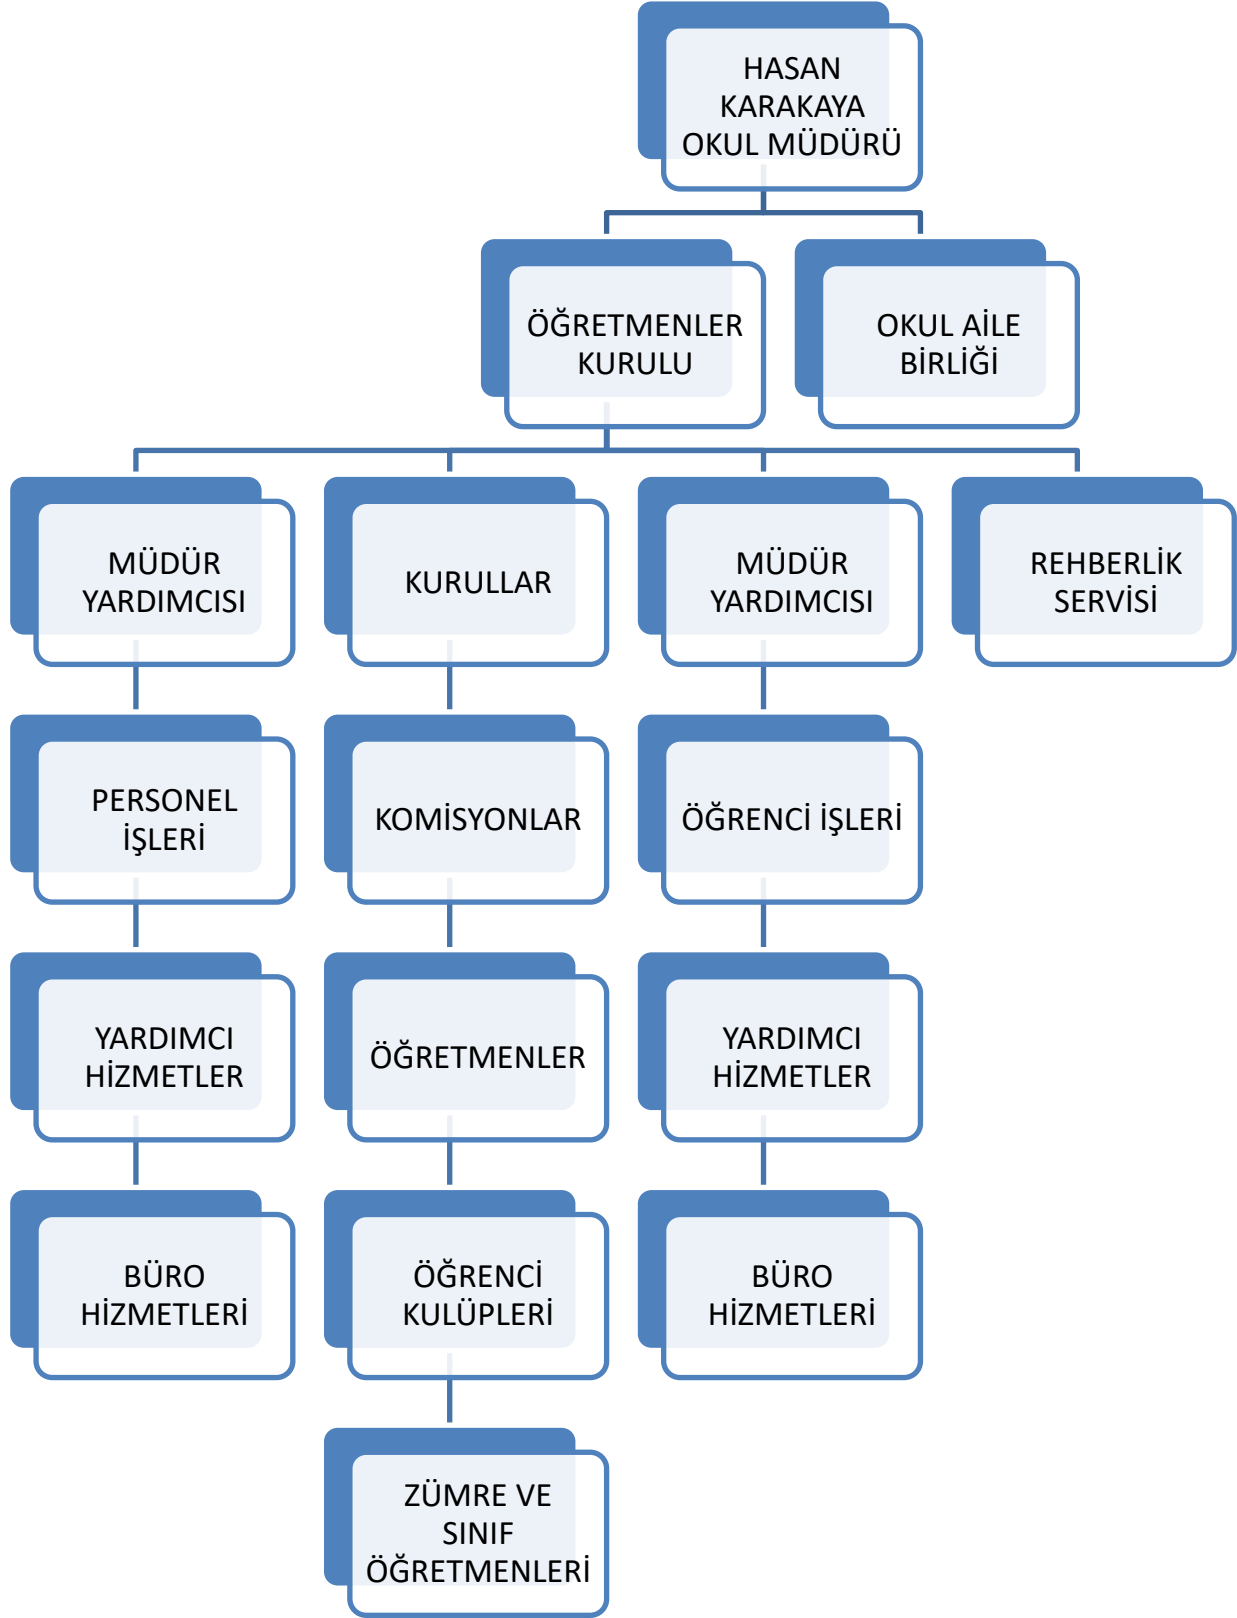 HASAN
KARAKAYA
OKUL MÜDÜRÜ
ÖĞRETMENLER
KURULU
OKUL AİLE
BİRLİĞİ
MÜDÜR
YARDIMCISI
KURULLAR
MÜDÜR
YARDIMCISI
REHBERLİK
SERVİSİ
PERSONEL
İŞLERİ
KOMİSYONLAR
ÖĞRENCİ İŞLERİ
YARDIMCI
HİZMETLER
ÖĞRETMENLER
YARDIMCI
HİZMETLER
BÜRO
HİZMETLERİ
ÖĞRENCİ
KULÜPLERİ
BÜRO
HİZMETLERİ
ZÜMRE VE
SINIF
ÖĞRETMENLERİ